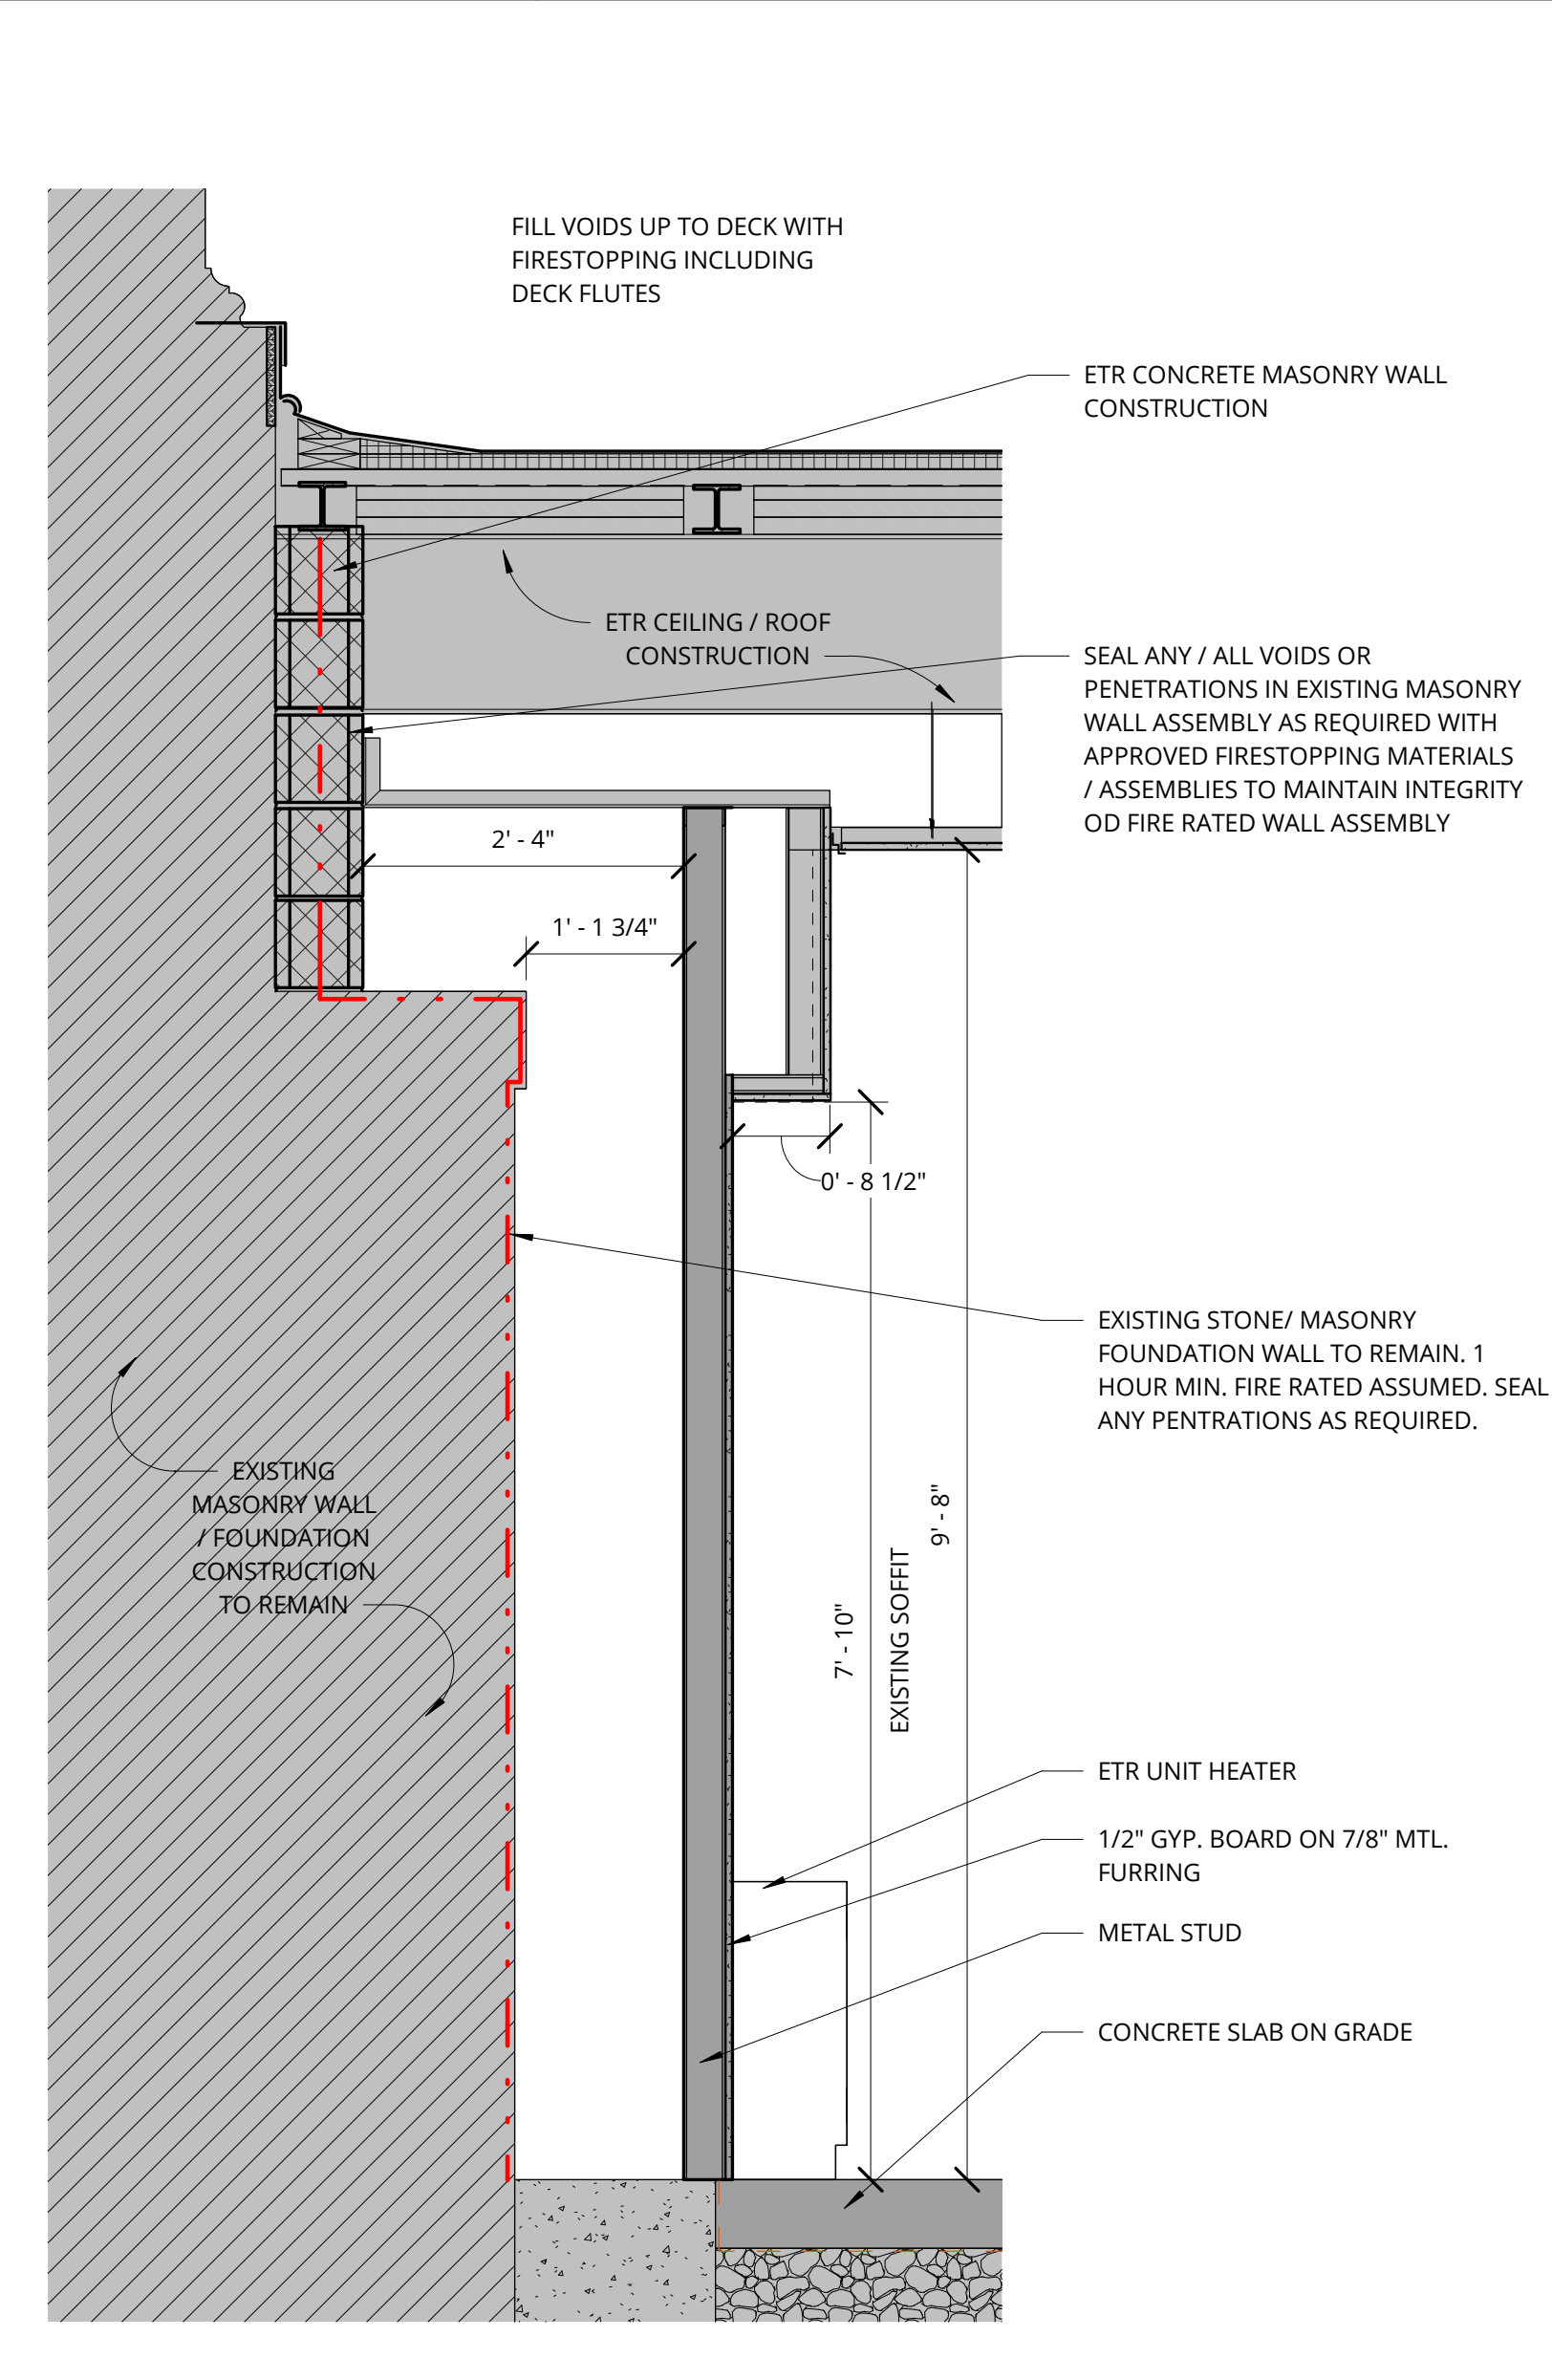 FILL VOIDS UP TO DECK WITH
FIRESTOPPING INCLUDING
DECK FLUTES
ETR CONCRETE MASONRY WALL
CONSTRUCTION
ETR CEILING / ROOF
CONSTRUCTION
SEAL ANY / ALL VOIDS OR
PENETRATIONS IN EXISTING MASONRY
WALL ASSEMBLY AS REQUIRED WITH
APPROVED FIRESTOPPING MATERIALS
/ ASSEMBLIES TO MAINTAIN INTEGRITY
OD FIRE RATED WALL ASSEMBLY
2' - 4"
1' - 1 3/4"
0' - 8 1/2"
EXISTING STONE/ MASONRY
FOUNDATION WALL TO REMAIN. 1
HOUR MIN. FIRE RATED ASSUMED. SEAL
ANY PENTRATIONS AS REQUIRED.
EXISTING
MASONRY WALL
/ FOUNDATION
CONSTRUCTION
TO REMAIN
7' - 10"
EXISTING SOFFIT
9' - 8"
ETR UNIT HEATER
1/2" GYP. BOARD ON 7/8" MTL.
FURRING
METAL STUD
CONCRETE SLAB ON GRADE